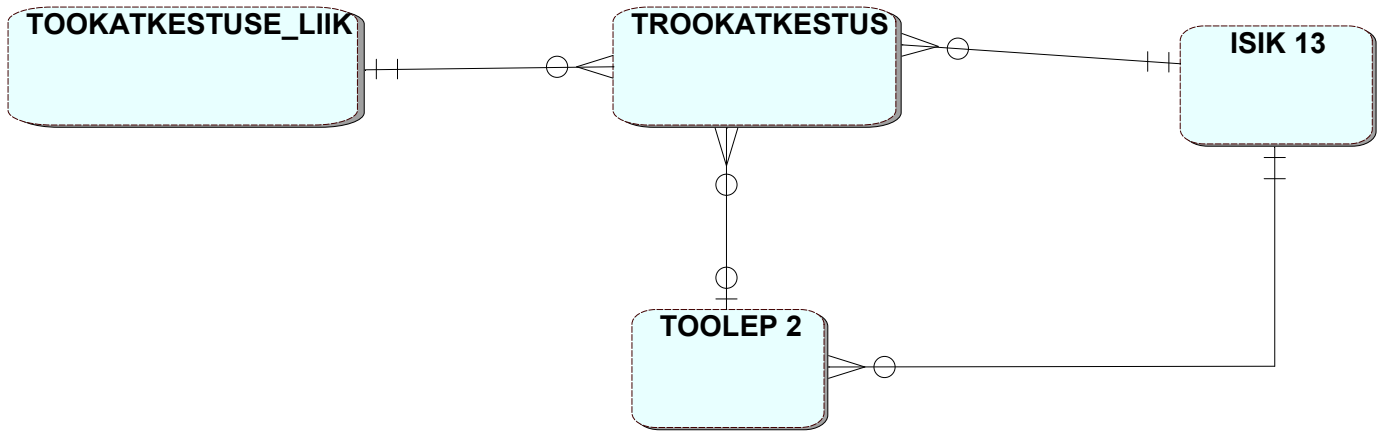 TOOKATKESTUSE_LIIK
TROOKATKESTUS
ISIK 13
TOOLEP 2